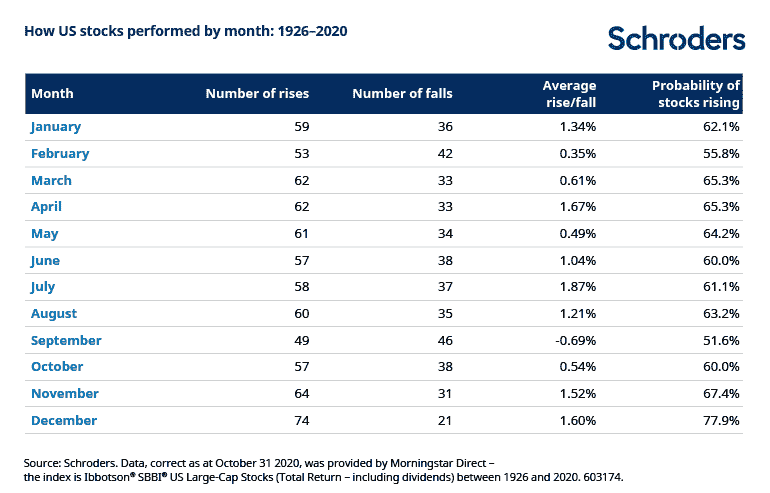 How US stocks performed by month: 1926–2020
Schroders
Month Number of rises Number of falls Average rise/fall Probability of stocks rising
January 59 36 1.34% 62.1%
February 53 42 0.35% 55.8%
March 62 33 0.61% 65.3%
April 62 33 1.67% 65.3%
May 61 34 0.49% 64.2%
June 57 38 1.04% 60.0%
July 58 37 1.87% 61.1%
August 60 35 1.21% 63.2%
September 49 46 -0.69% 51.6%
October 57 38 0.54% 60.0%
November 64 31 1.52% 67.4%
December 74 21 1.60% 77.9%
Source: Schroders. Data, correct as at October 31 2020, was provided by Morningstar Direct –
the index is Ibbotson® SBBI® US Large-Cap Stocks (Total Return – including dividends) between 1926 and 2020. 603174.